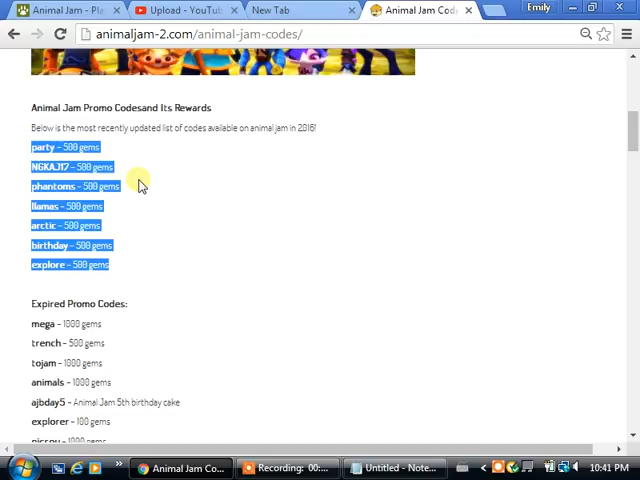 Animal Jam - Pla
Upload - YouTu
New Tab
Animal Jam Cod
Emily
animaljam-2.com/animal-jam-codes/
Animal Jam Promo Codesand Its Rewards
Below is the most recently updated list of codes available on animal jam in 2016!
party – 500 gems
NGKAJ17 – 500 gems
phantoms – 500 gems
llamas – 500 gems
arctic – 500 gems
birthday – 500 gems
explore – 500 gems
Expired Promo Codes:
mega – 1000 gems
trench – 500 gems
tojam – 1000 gems
animals – 1000 gems
ajbday5 – Animal Jam 5th birthday cake
explorer – 100 gems
Animal Jam Co...
Recording: 00:...
Untitled - Note...
10:41 PM